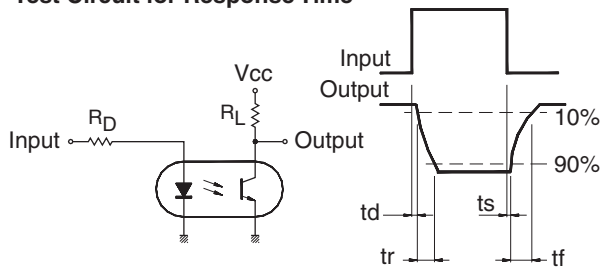 Test Circuit for Response Time
Input
RD
Vcc
RL
Output
Input
Output
10%
90%
td
ts
tr
tf